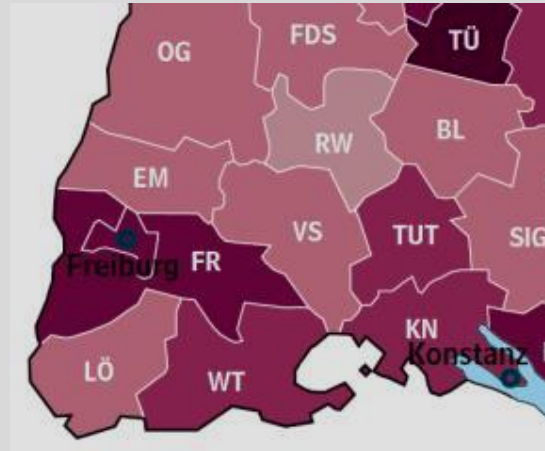 OG
FDS
TÜ
RW
BL
EM
VS
TUT
SIG
Freiburg
FR
KN
Konstanz
LÖ
WT